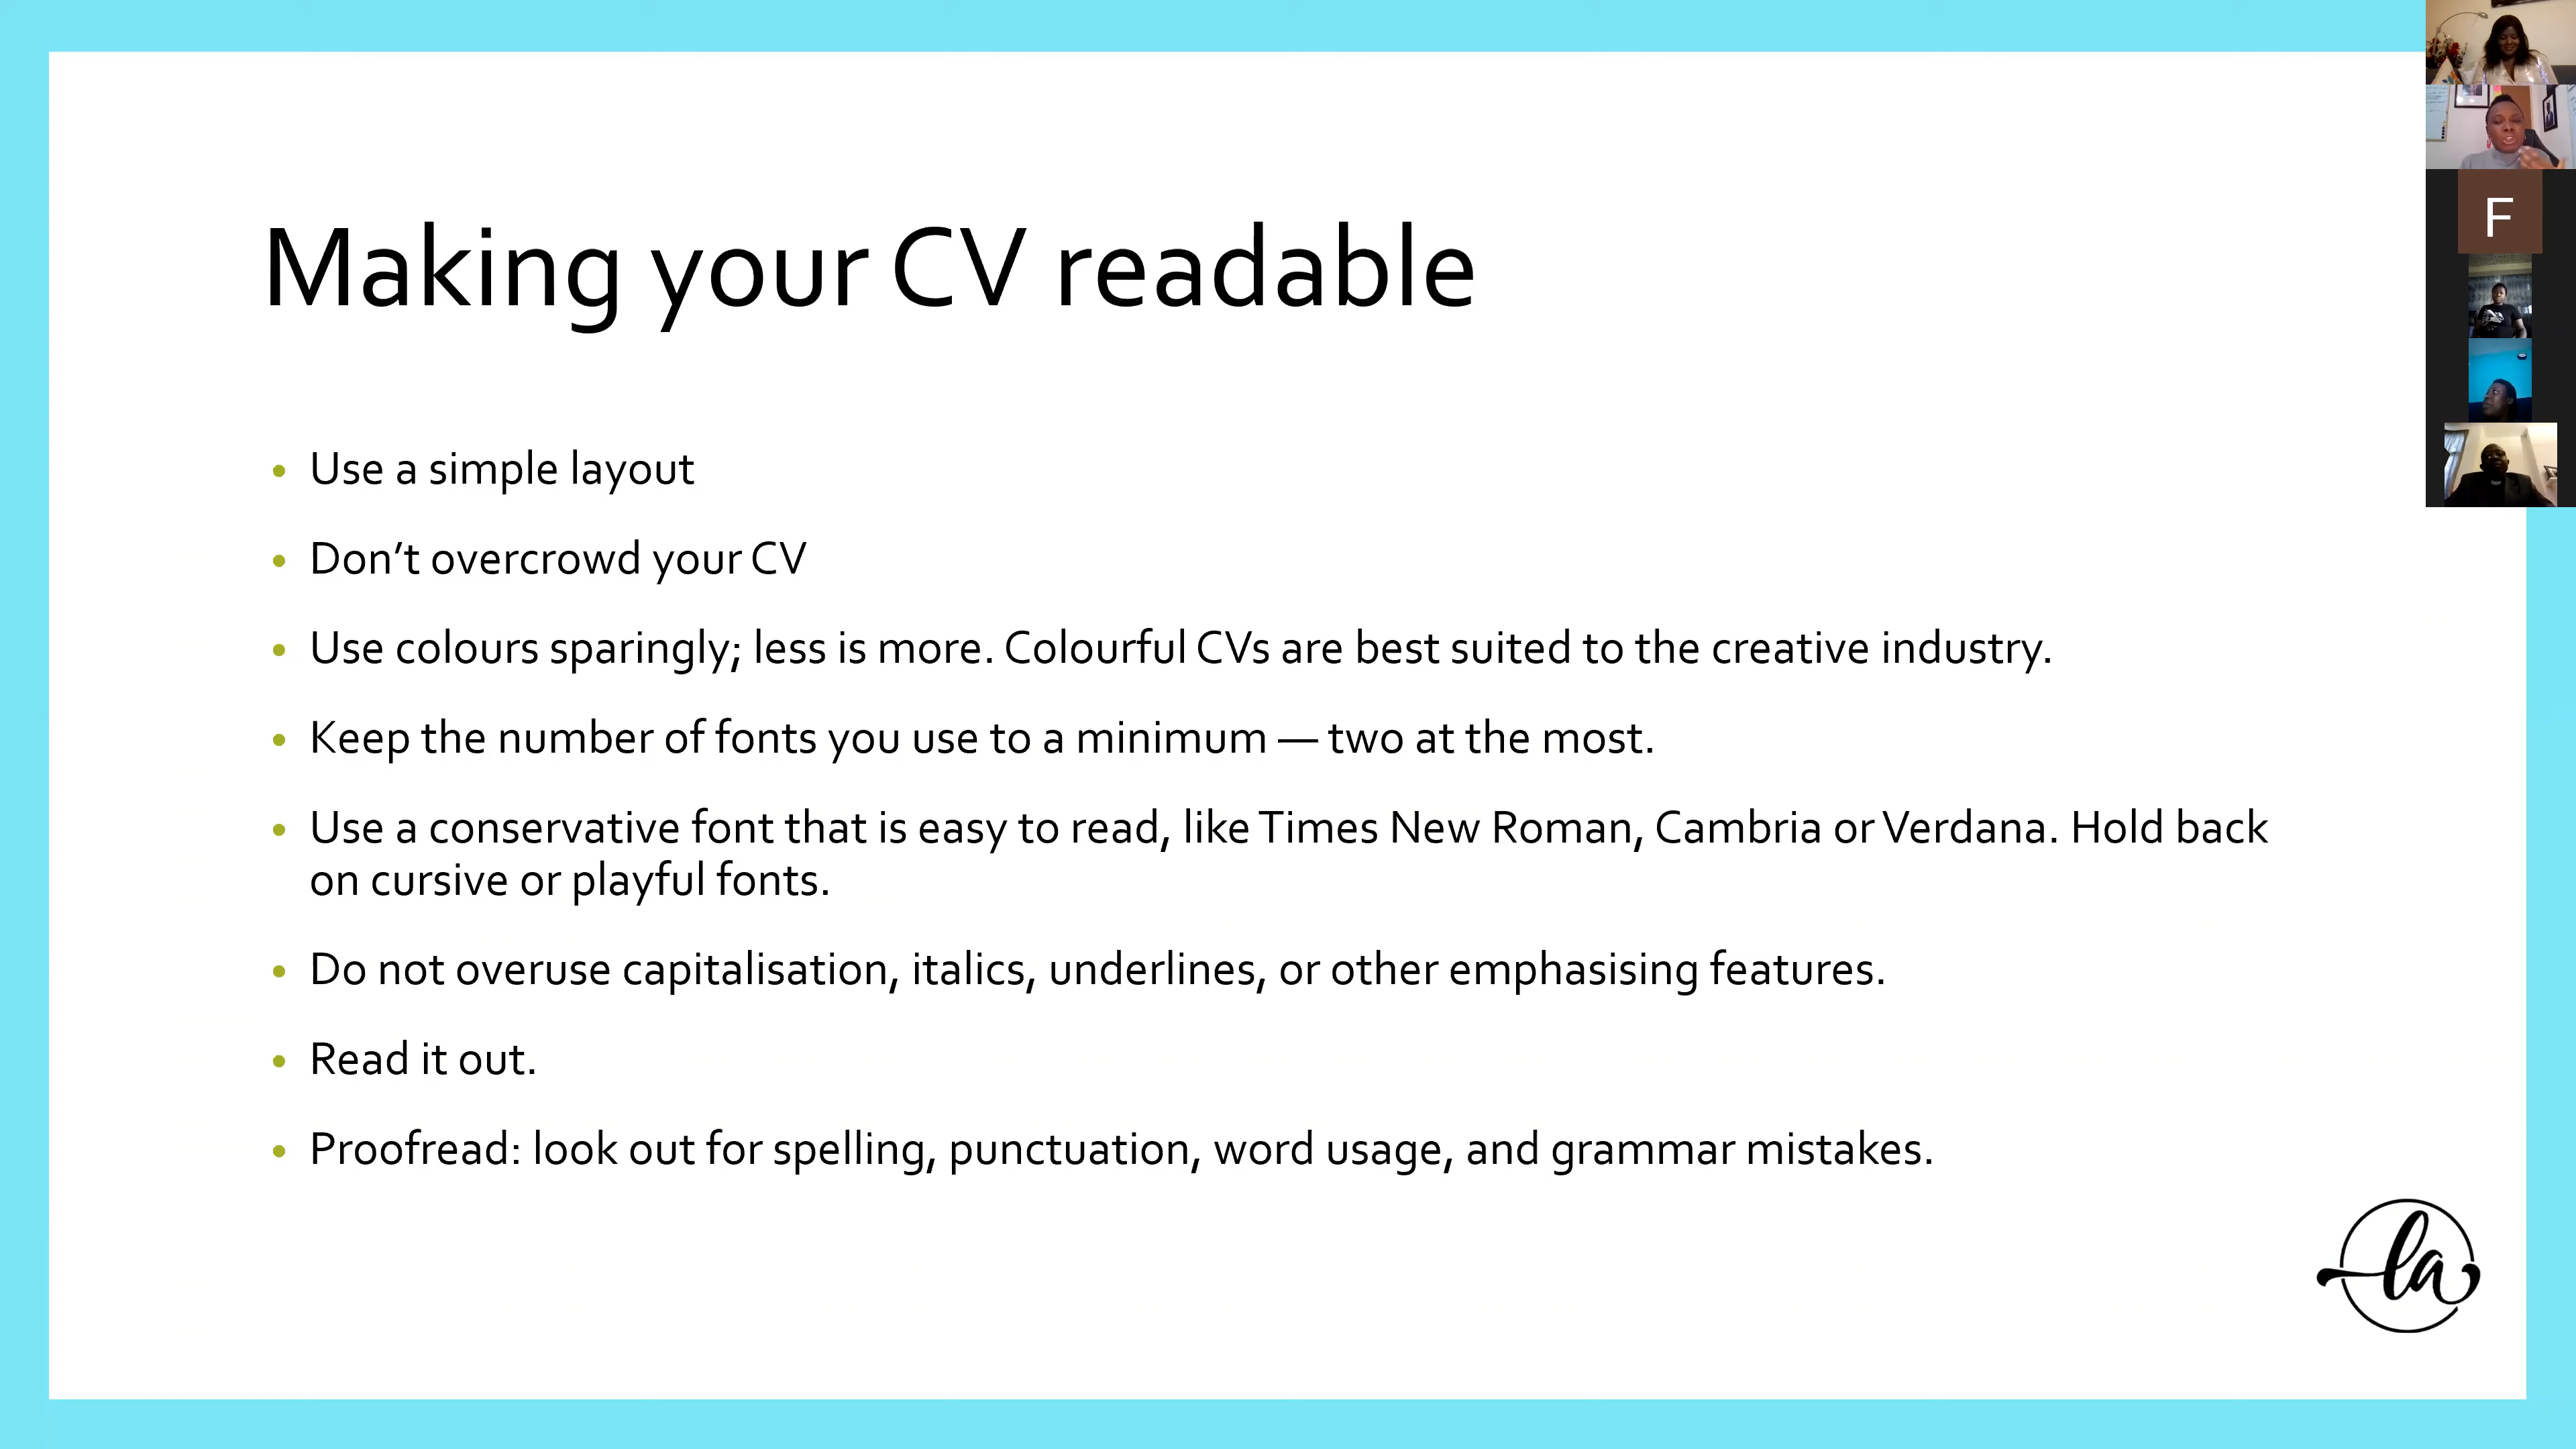 Making your CV readable
• Use a simple layout
• Don’t overcrowd your CV
• Use colours sparingly; less is more. Colourful CVs are best suited to the creative industry.
• Keep the number of fonts you use to a minimum — two at the most.
• Use a conservative font that is easy to read, like Times New Roman, Cambria or Verdana. Hold back
on cursive or playful fonts.
• Do not overuse capitalisation, italics, underlines, or other emphasising features.
• Read it out.
• Proofread: look out for spelling, punctuation, word usage, and grammar mistakes.
F
la